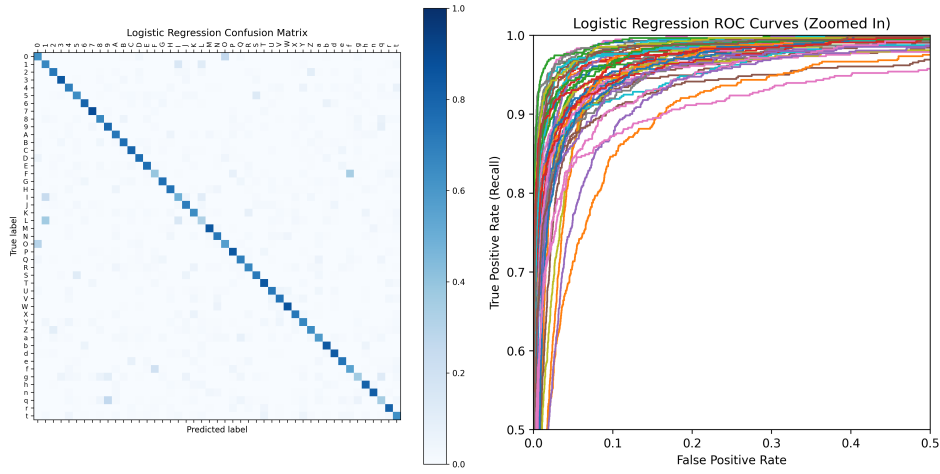 Logistic Regression Confusion Matrix
0 1 2 3 4 5 6 7 8 9 A B C D E F G H I J K L M N O P Q R S T U V W X Y Z a b d e f g h n q r t
0
1
2
3
4
5
6
7
8
9
A
B
C
D
E
F
G
H
I
J
K
L
M
N
O
P
Q
R
S
T
U
V
W
X
Y
Z
a
b
d
e
f
g
h
n
q
r
t
True label
Predicted label
1.0
0.8
0.6
0.4
0.2
0.0
Logistic Regression ROC Curves (Zoomed In)
1.0
0.9
0.8
0.7
0.6
0.5
True Positive Rate (Recall)
0.0 0.1 0.2 0.3 0.4 0.5
False Positive Rate